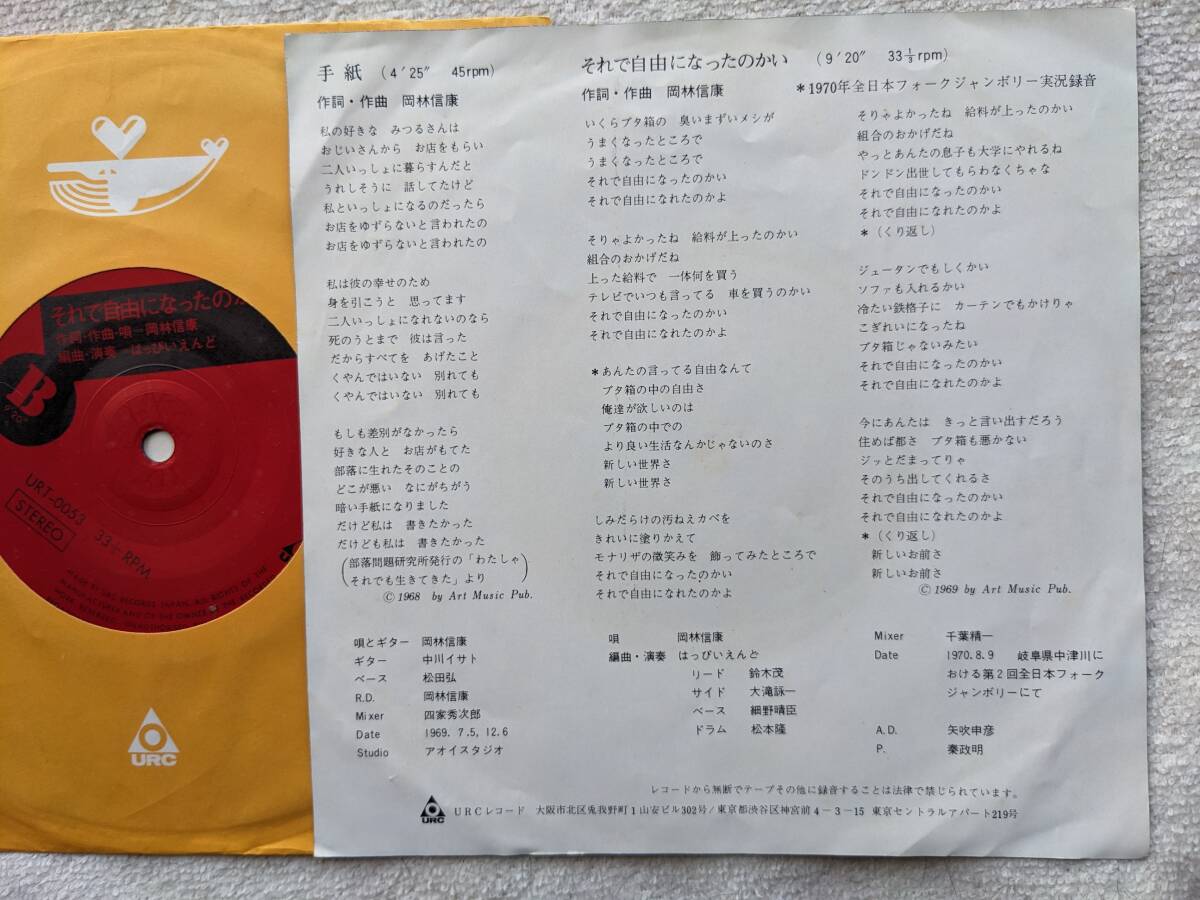 手紙 (4′25″ 45rpm)
作詞・作曲 岡林信康
私の好きな みつるさんは
おじいさんから お店をもらい
二人いっしょに暮らすんだと
うれしそうに 話してたけど
私といっしょになるのだったら
お店をゆずらないと言われたの
お店をゆずらないと言われたの
私は彼の幸せのため
身を引こうと 思ってます
二人いっしょになれないのなら
死のうとまで 彼は言った
だからすべてを あげたこと
くやんではいない 別れても
くやんではいない 別れても
もしも差別がなかったら
好きな人と お店がもてた
部落に生れたそのことの
どこが悪い なにがちがう
暗い手紙になりました
だけど私は 書きたかった
だけども私は 書きたかった
(部落問題研究所発行の「わたしゃ
それでも生きてきた」より)
© 1968 by Art Music Pub.
唄とギター 岡林信康
ギター 中川イサト
ベース 松田弘
R.D. 岡林信康
Mixer 四家秀次郎
Date 1969. 7. 5, 12. 6
Studio アオイスタジオ
それで自由になったのかい (9′20″ 33⅓rpm)
作詞・作曲 岡林信康 *1970年全日本フォークジャンボリー実況録音
いくらブタ箱の 臭いまずいメシが
うまくなったところで
うまくなったところで
それで自由になったのかい
それで自由になれたのかよ
そりゃよかったね 給料が上ったのかい
組合のおかげだね
上った給料で 一体何を買う
テレビでいつも言ってる 車を買うのかい
それで自由になったのかい
それで自由になれたのかよ
*あんたの言ってる自由なんて
ブタ箱の中の自由さ
俺達が欲しいのは
ブタ箱の中での
より良い生活なんかじゃないのさ
新しい世界さ
新しい世界さ
しみだらけの汚ねえカベを
きれいに塗りかえて
モナリザの微笑みを 飾ってみたところで
それで自由になったのかい
それで自由になれたのかよ
そりゃよかったね 給料が上ったのかい
組合のおかげだね
やっとあんたの息子も大学にやれるね
ドンドン出世してもらわなくちゃな
それで自由になったのかい
それで自由になれたのかよ
*(くり返し)
ジュータンでもしくかい
ソファも入れるかい
冷たい鉄格子に カーテンでもかけりゃ
こぎれいになったね
ブタ箱じゃないみたい
それで自由になったのかい
それで自由になれたのかよ
今にあんたは きっと言い出すだろう
住めば都さ ブタ箱も悪かない
ジッとだまってりゃ
そのうち出してくれるさ
それで自由になったのかい
それで自由になれたのかよ
*(くり返し)
新しいお前さ
新しいお前さ
© 1969 by Art Music Pub.
唄 岡林信康
編曲・演奏 はっぴいえんど
リード 鈴木茂
サイド 大滝詠一
ベース 細野晴臣
ドラム 松本隆
Mixer 千葉精一
Date 1970.8.9 岐阜県中津川に
おける第2回全日本フォーク
ジャンボリーにて
A.D. 矢吹申彦
P. 秦政明
レコードから無断でテープその他に録音することは法律で禁じられています。
URC URCレコード 大阪市北区兎我野町1山安ビル302号/東京都渋谷区神宮前4-3-15 東京セントラルアパート219号
それで自由になったのか
作詞・作曲・唄―岡林信康
編曲・演奏―はっぴいえんど
B
9′20″
URT-0053 33⅓ RPM
STEREO
URC